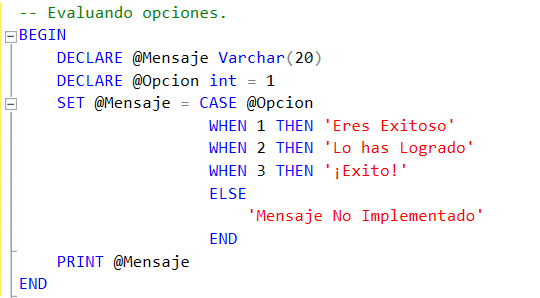 -- Evaluando opciones.
BEGIN
DECLARE @Mensaje Varchar(20)
DECLARE @Opcion int = 1
SET @Mensaje = CASE @Opcion
WHEN 1 THEN 'Eres Exitoso'
WHEN 2 THEN 'Lo has Logrado'
WHEN 3 THEN '¡Exito!'
ELSE
'Mensaje No Implementado'
END
PRINT @Mensaje
END